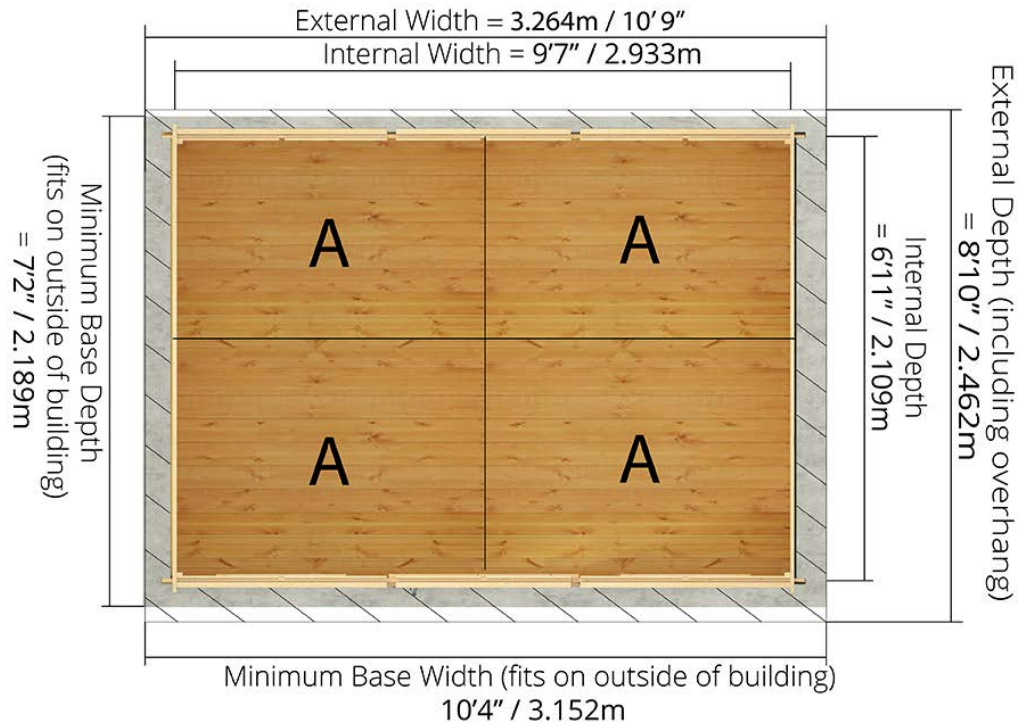 External Width = 3.264m / 10’9”
Internal Width = 9’7” / 2.933m
Minimum Base Depth
(fits on outside of building)
= 7’2” / 2.189m
A
A
A
A
Internal Depth
= 6’11” / 2.109m
External Depth (including overhang)
= 8’10” / 2.462m
Minimum Base Width (fits on outside of building)
10’4” / 3.152m